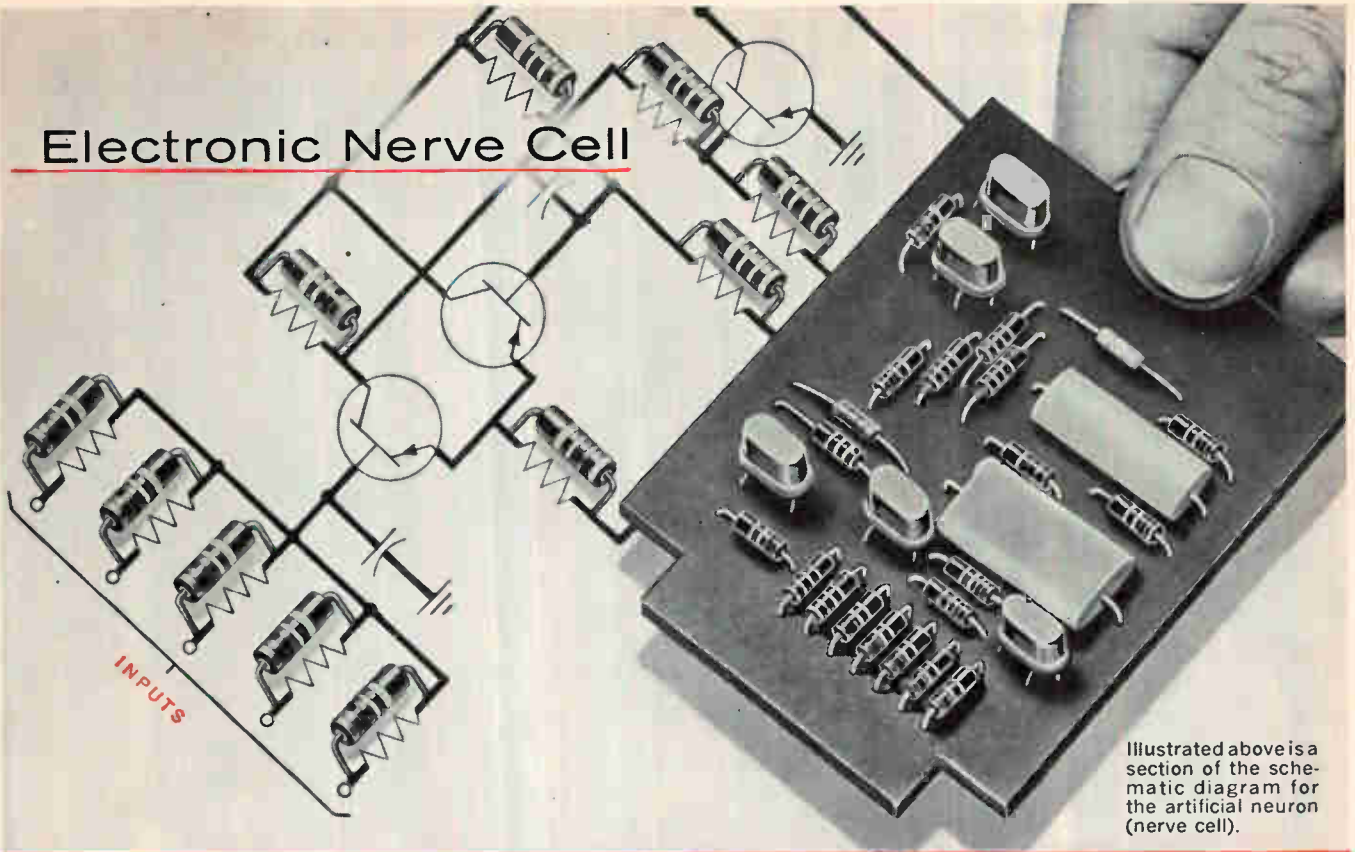 Electronic Nerve Cell
INPUTS
Illustrated above is a
section of the sche-
matic diagram for
the artificial neuron
(nerve cell).